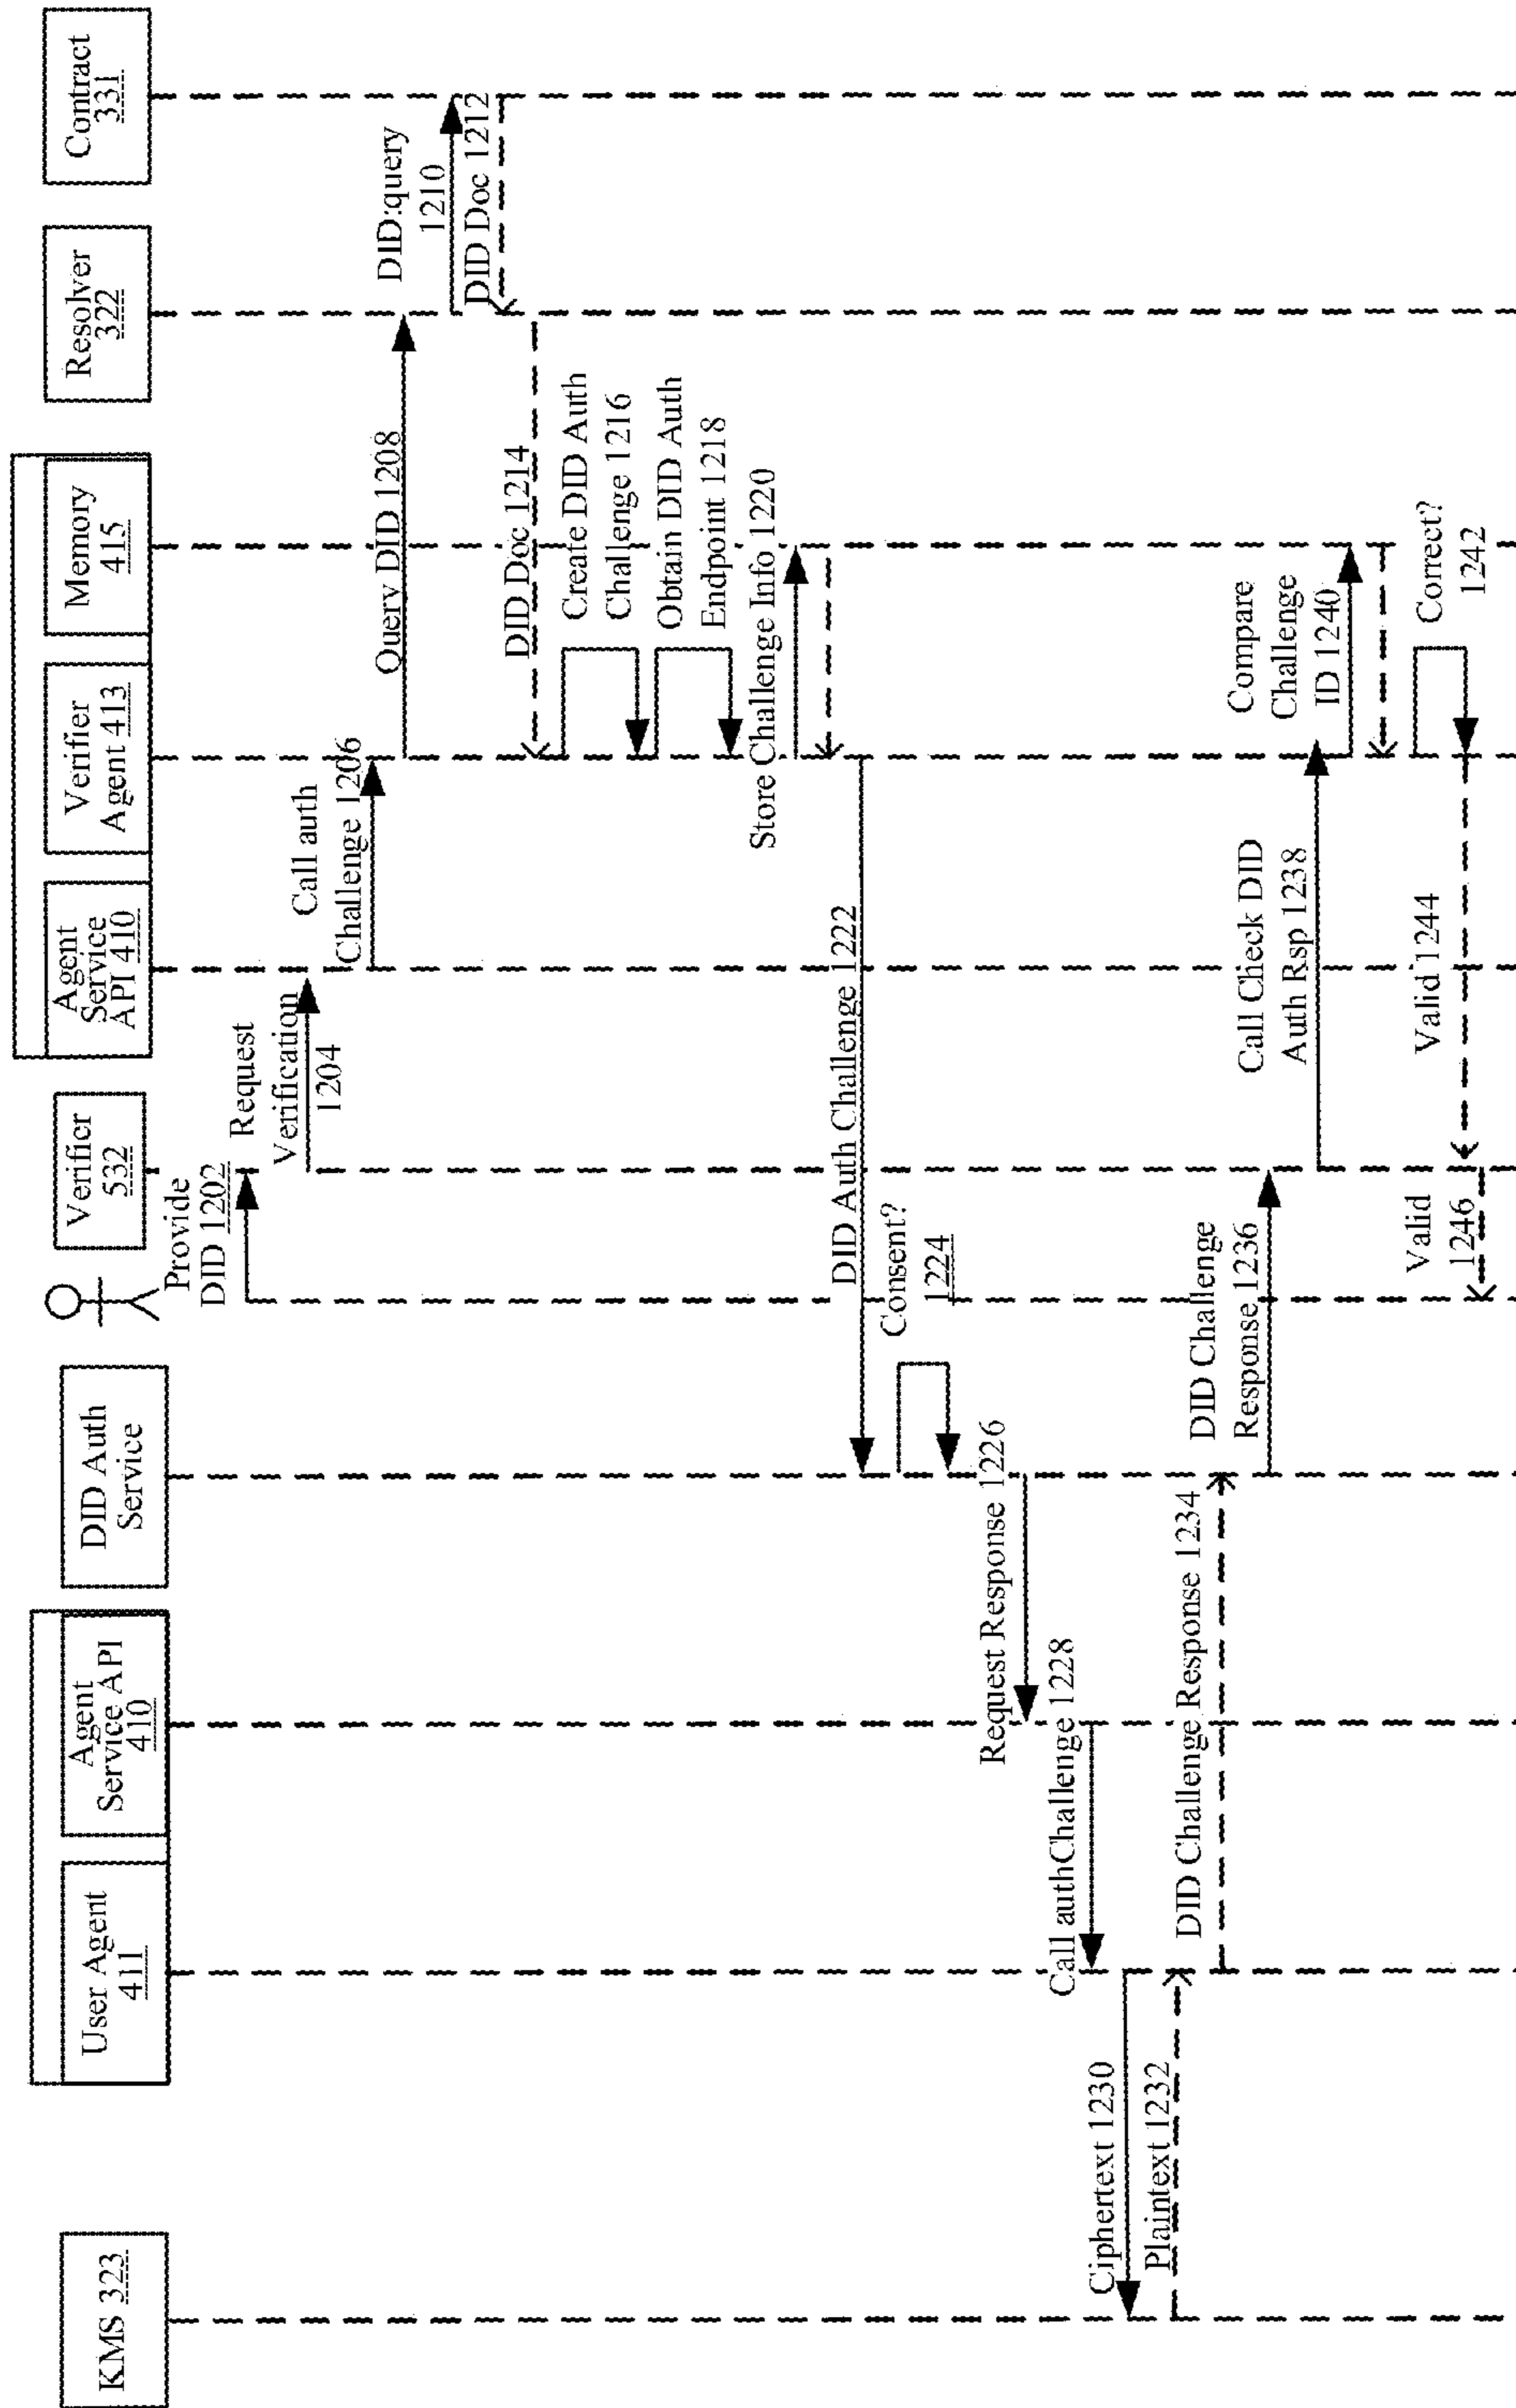 KMS 323
User Agent
411
Agent
Service API
410
DID Auth
Service
Verifier
532
Agent
Service
API 410
Verifier
Agent 413
Memory
415
Resolver
322
Contract
331
Provide
DID 1202
Request
Verification
1204
Call auth
Challenge 1206
Query DID 1208
DID:query
1210
DID Doc 1212
DID Doc 1214
Create DID Auth
Challenge 1216
Obtain DID Auth
Endpoint 1218
Store Challenge Info 1220
DID Auth Challenge 1222
Consent?
1224
Request Response 1226
Call authChallenge 1228
Ciphertext 1230
Plaintext 1232
DID Challenge Response 1234
DID Challenge
Response 1236
Call Check DID
Auth Rsp 1238
Compare
Challenge
ID 1240
Correct?
1242
Valid 1244
Valid
1246